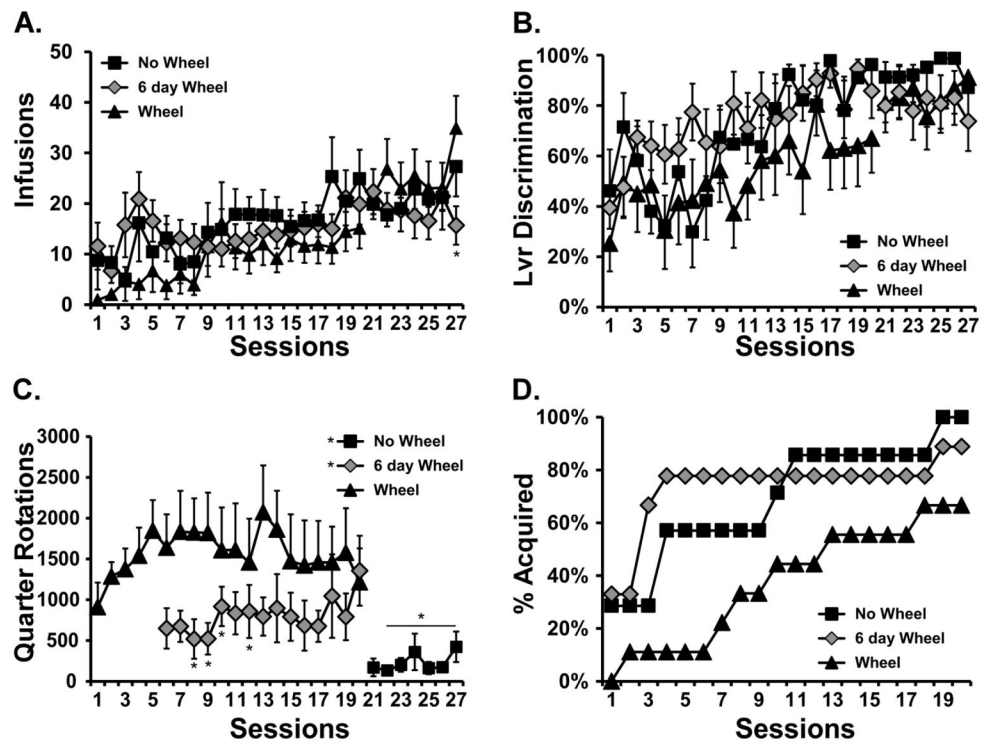 A.
50
40
30
20
10
0
Infusions
No Wheel
6 day Wheel
Wheel
*
1 3 5 7 9 11 13 15 17 19 21 23 25 27
Sessions
B.
100%
80%
60%
40%
20%
0%
Lvr Discrimination
No Wheel
6 day Wheel
Wheel
1 3 5 7 9 11 13 15 17 19 21 23 25 27
Sessions
C.
3000
2500
2000
1500
1000
500
0
Quarter Rotations
* No Wheel
* 6 day Wheel
Wheel
* * * *
*
1 3 5 7 9 11 13 15 17 19 21 23 25 27
Sessions
D.
100%
80%
60%
40%
20%
0%
% Acquired
No Wheel
6 day Wheel
Wheel
1 3 5 7 9 11 13 15 17 19
Sessions